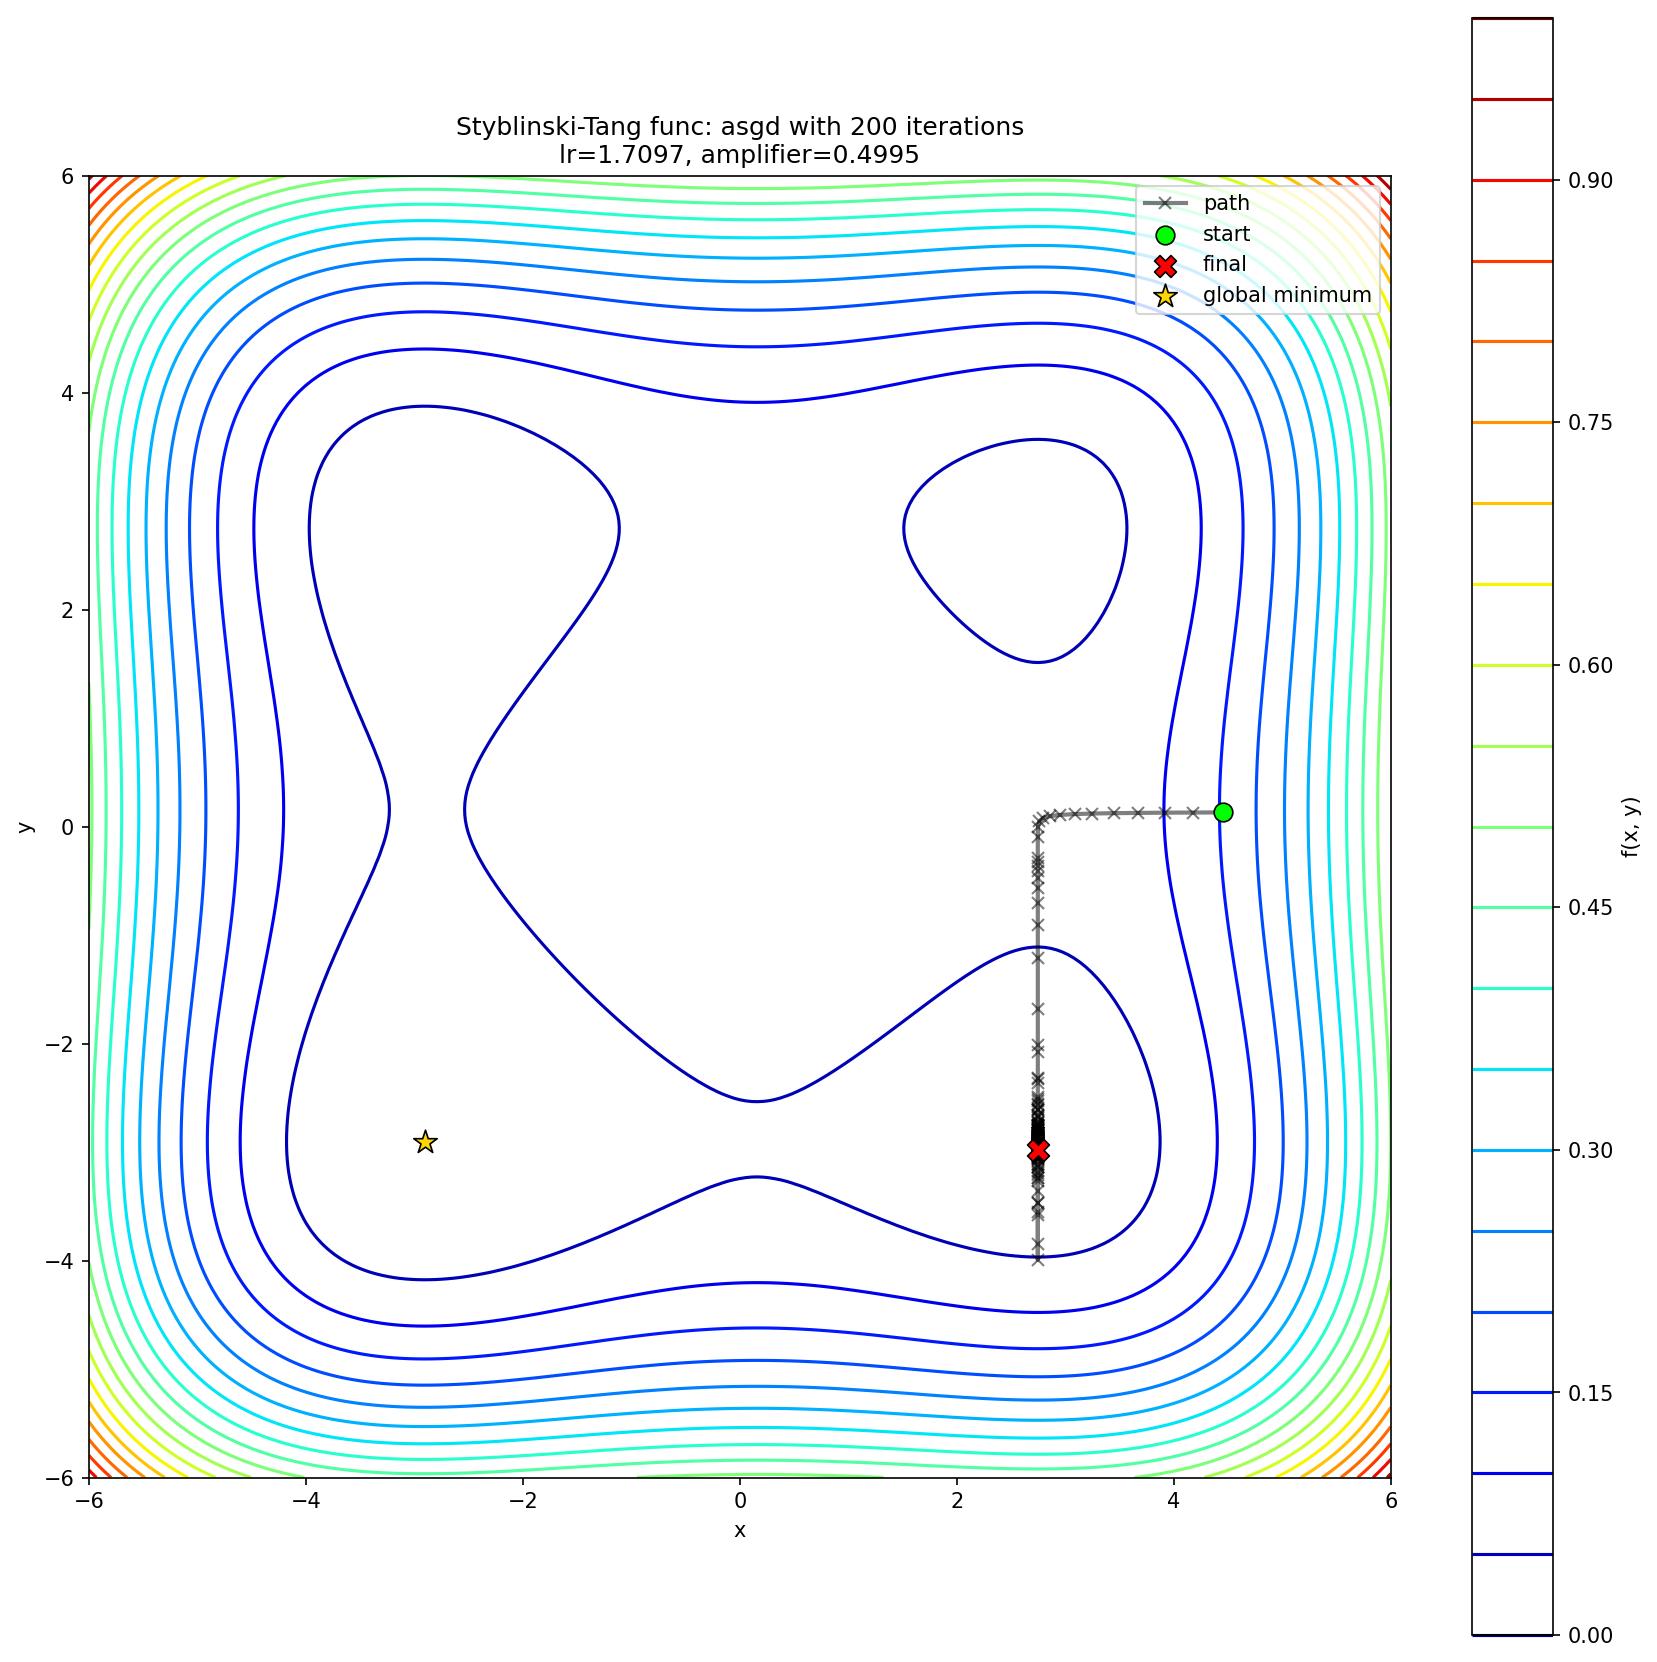 Styblinski-Tang func: asgd with 200 iterations
lr=1.7097, amplifier=0.4995
path
start
final
global minimum
6
4
2
0
−2
−4
−6
y
−6
−4
−2
0
2
4
6
x
0.90
0.75
0.60
0.45
0.30
0.15
0.00
f(x, y)